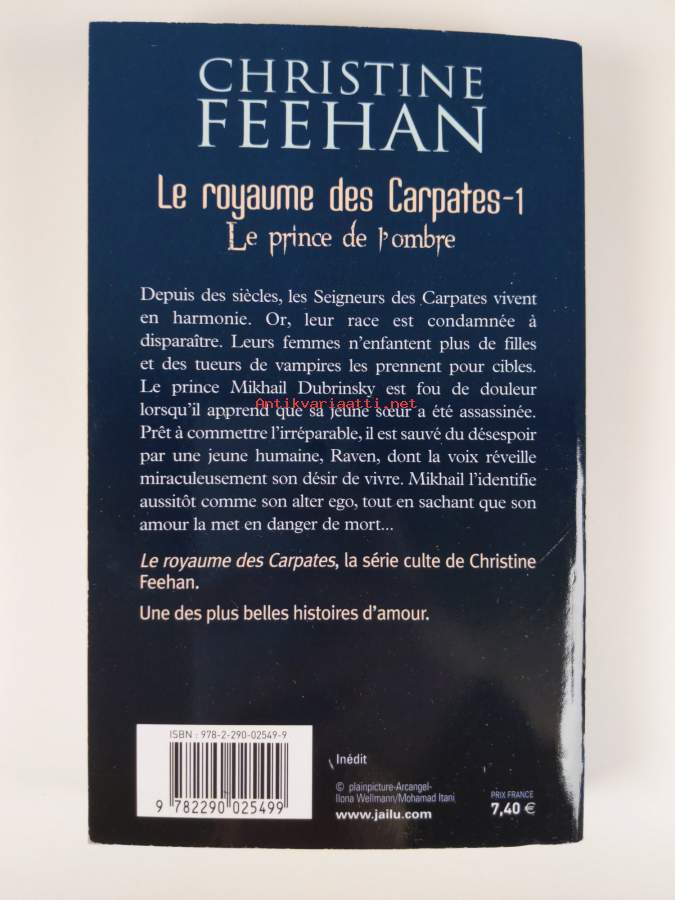 CHRISTINE
FEEHAN
Le royaume des Carpates-1
Le prince de l'ombre
Depuis des siècles, les Seigneurs des Carpates vivent
en harmonie. Or, leur race est condamnée à
disparaître. Leurs femmes n'enfantent plus de filles
et des tueurs de vampires les prennent pour cibles.
Le prince Mikhail Dubrinsky est fou de douleur
Antikvariaatti.net
lorsqu'il apprend que sa jeune sœur a été assassinée.
Prêt à commettre l'irréparable, il est sauvé du désespoir
par une jeune humaine, Raven, dont la voix réveille
miraculeusement son désir de vivre. Mikhail l'identifie
aussitôt comme son alter ego, tout en sachant que son
amour la met en danger de mort...
Le royaume des Carpates, la série culte de Christine
Feehan.
Une des plus belles histoires d'amour.
ISBN : 978-2-290-02549-9
9 782290 025499
Inédit
© plainpicture-Arcangel-
Ilona Wellmann/Mohamad Itani
www.jailu.com
PRIX FRANCE
7,40 €